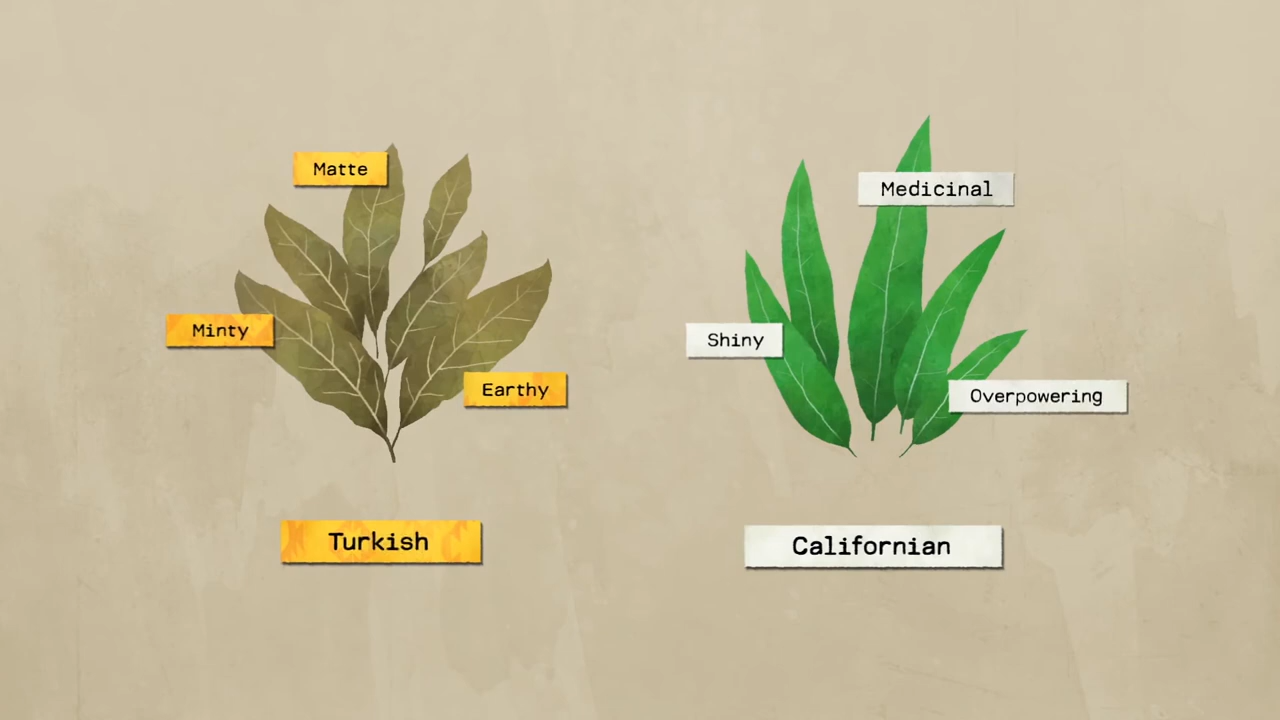 Matte
Minty
Earthy
Turkish
Medicinal
Shiny
Overpowering
Californian